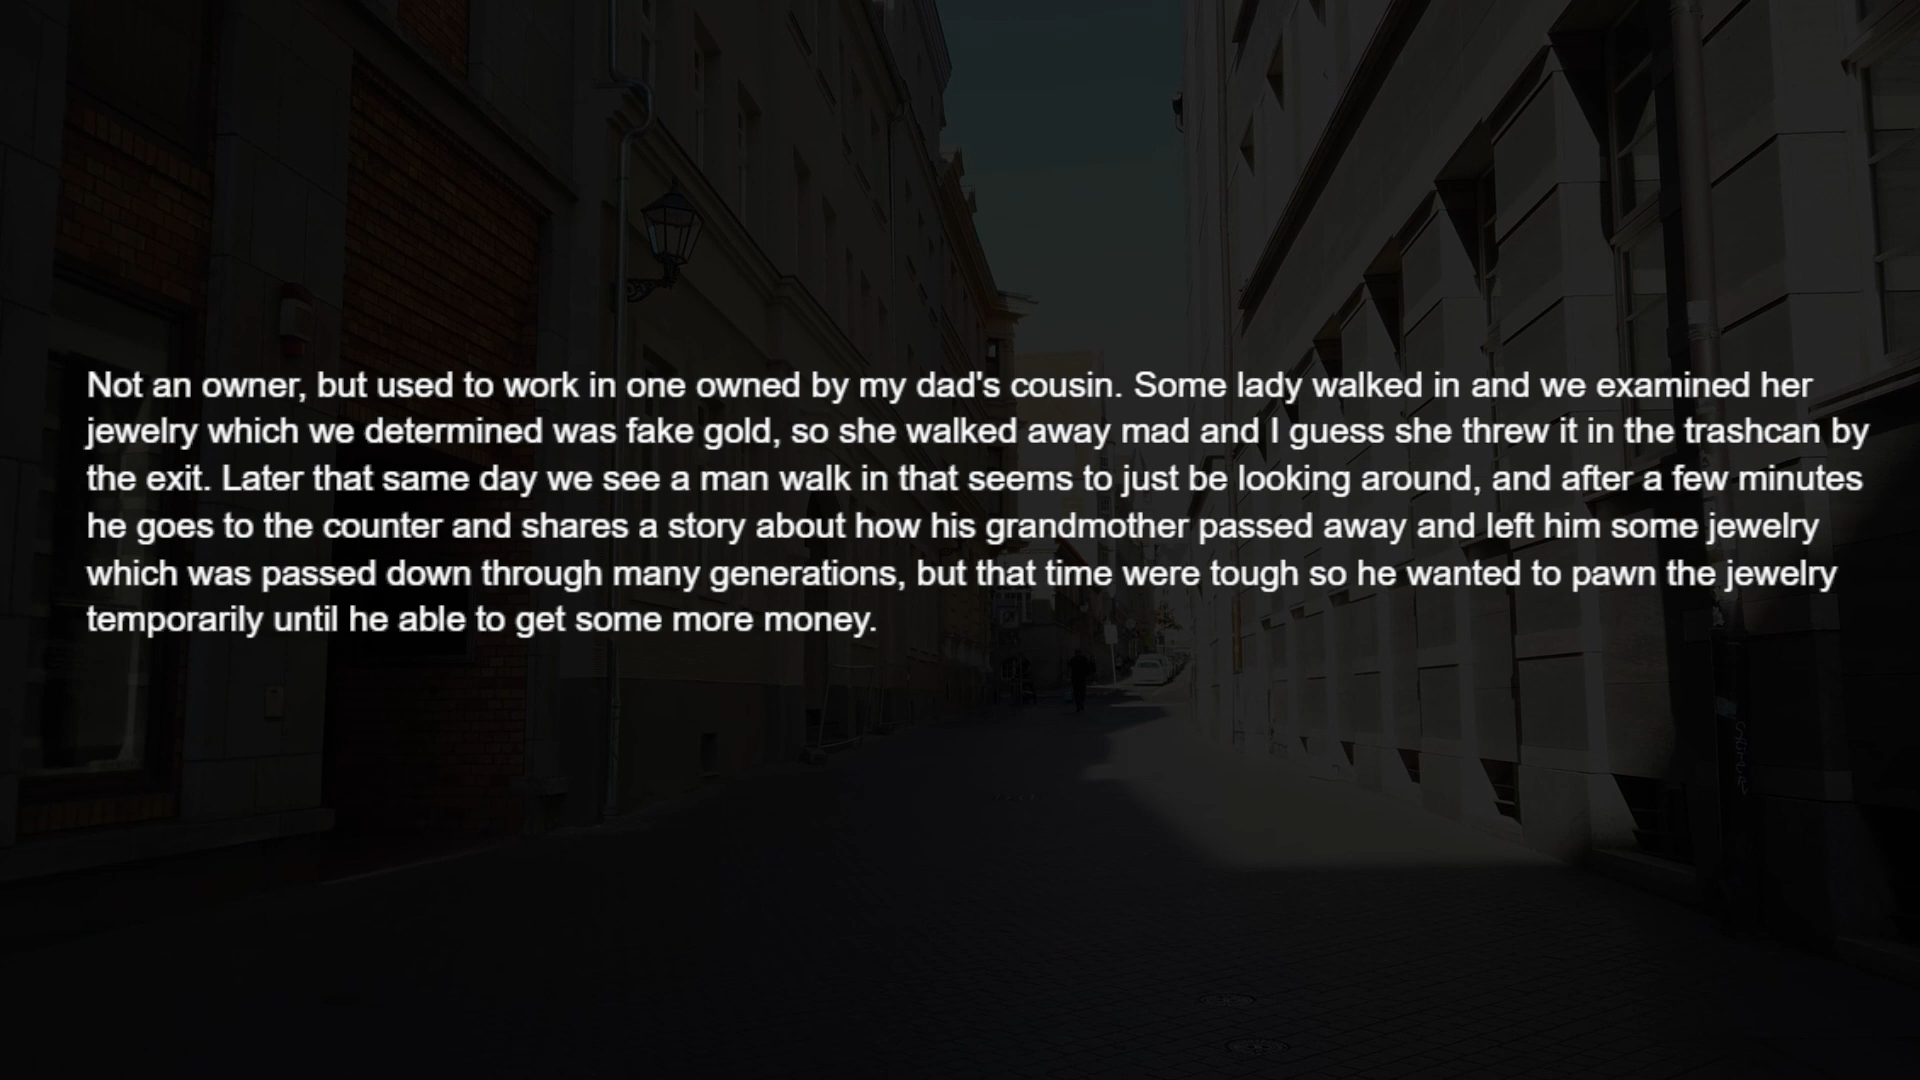 Not an owner, but used to work in one owned by my dad's cousin. Some lady walked in and we examined her
jewelry which we determined was fake gold, so she walked away mad and I guess she threw it in the trashcan by
the exit. Later that same day we see a man walk in that seems to just be looking around, and after a few minutes
he goes to the counter and shares a story about how his grandmother passed away and left him some jewelry
which was passed down through many generations, but that time were tough so he wanted to pawn the jewelry
temporarily until he able to get some more money.